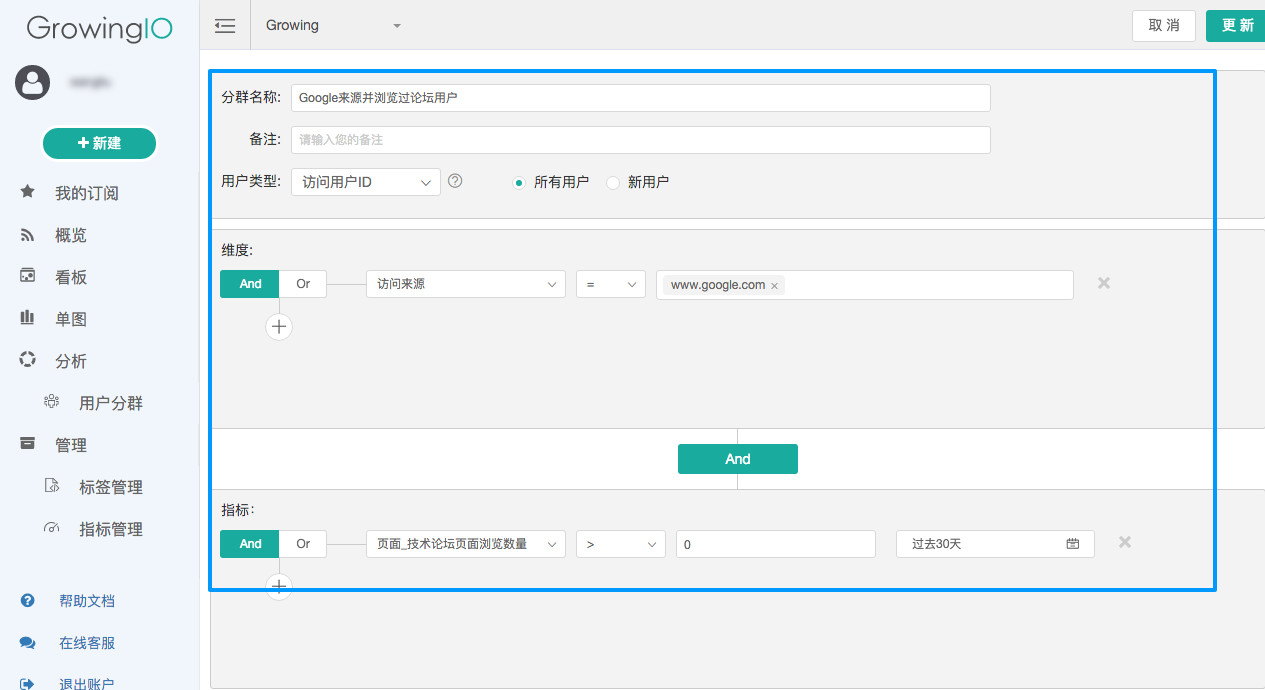 GrowingIO
Growing
取 消
更 新
新建
我的订阅
概览
看板
单图
分析
用户分群
管理
标签管理
指标管理
帮助文档
在线客服
退出账户
分群名称: Google来源并浏览过论坛用户
备注: 请输入您的备注
用户类型: 访问用户ID 所有用户 新用户
维度:
And Or 访问来源 = www.google.com ×
And
指标:
And Or 页面_技术论坛页面浏览数量 > 0 过去30天